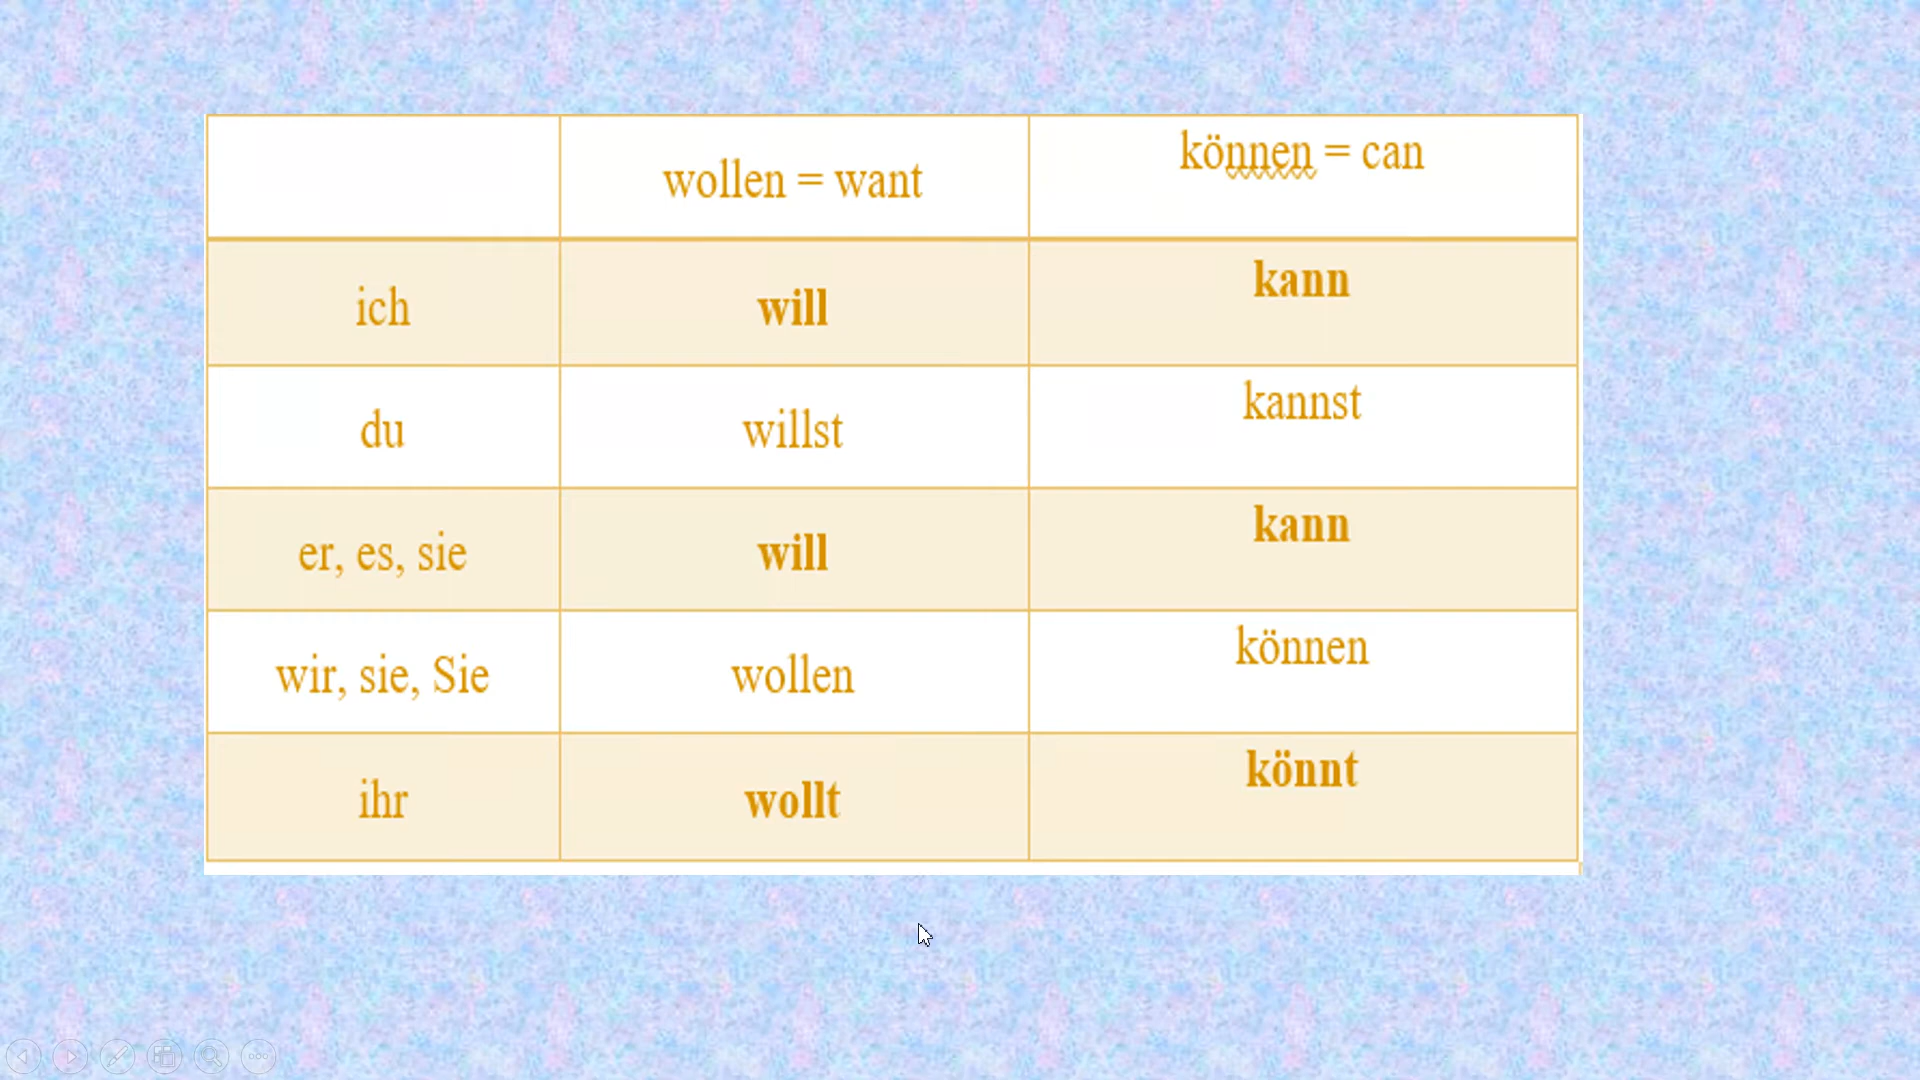 wollen = want können = can
ich will kann
du willst kannst
er, es, sie will kann
wir, sie, Sie wollen können
ihr wollt könnt